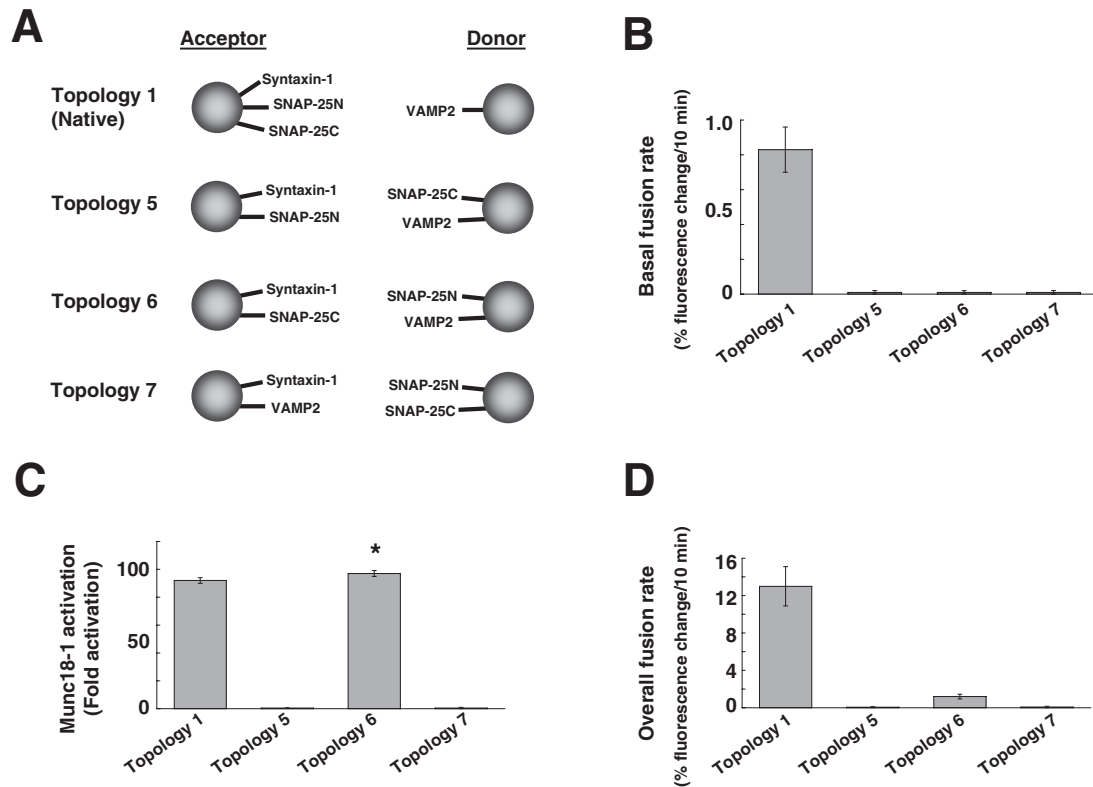 A
Acceptor
Donor
Topology 1
(Native)
Syntaxin-1
SNAP-25N
SNAP-25C
VAMP2
Topology 5
Syntaxin-1
SNAP-25N
SNAP-25C
VAMP2
Topology 6
Syntaxin-1
SNAP-25C
SNAP-25N
VAMP2
Topology 7
Syntaxin-1
VAMP2
SNAP-25N
SNAP-25C
B
Basal fusion rate
(% fluorescence change/10 min)
1.0
0.5
0
Topology 1
Topology 5
Topology 6
Topology 7
C
Munc18-1 activation
(Fold activation)
100
50
0
*
Topology 1
Topology 5
Topology 6
Topology 7
D
Overall fusion rate
(% fluorescence change/10 min)
16
12
8
4
0
Topology 1
Topology 5
Topology 6
Topology 7